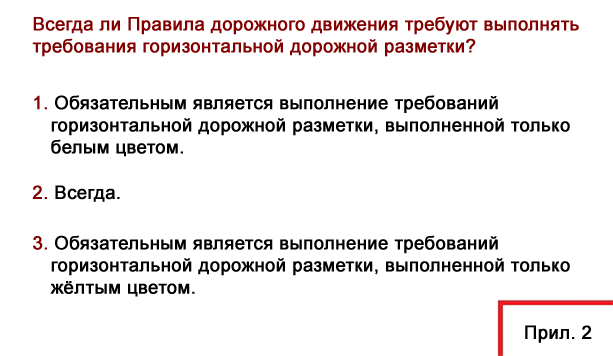 Всегда ли Правила дорожного движения требуют выполнять
требования горизонтальной дорожной разметки?
1. Обязательным является выполнение требований
горизонтальной дорожной разметки, выполненной только
белым цветом.
2. Всегда.
3. Обязательным является выполнение требований
горизонтальной дорожной разметки, выполненной только
жёлтым цветом.
Прил. 2